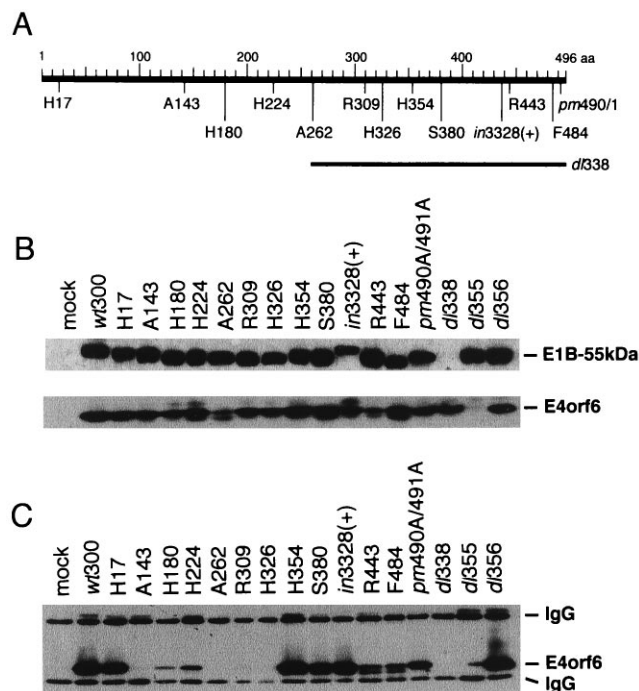 A
1 100 200 300 400 496 aa
H17 A143 H224 R309 H354 R443 pm490/1
H180 A262 H326 S380 in3328(+) F484
dl338
B
mock wt300 H17 A143 H180 H224 A262 R309 H326 H354 S380 in3328(+) R443 F484 pm490A/491A dl338 dl355 dl356
E1B-55kDa
E4orf6
C
mock wt300 H17 A143 H180 H224 A262 R309 H326 H354 S380 in3328(+) R443 F484 pm490A/491A dl338 dl355 dl356
IgG
E4orf6
IgG